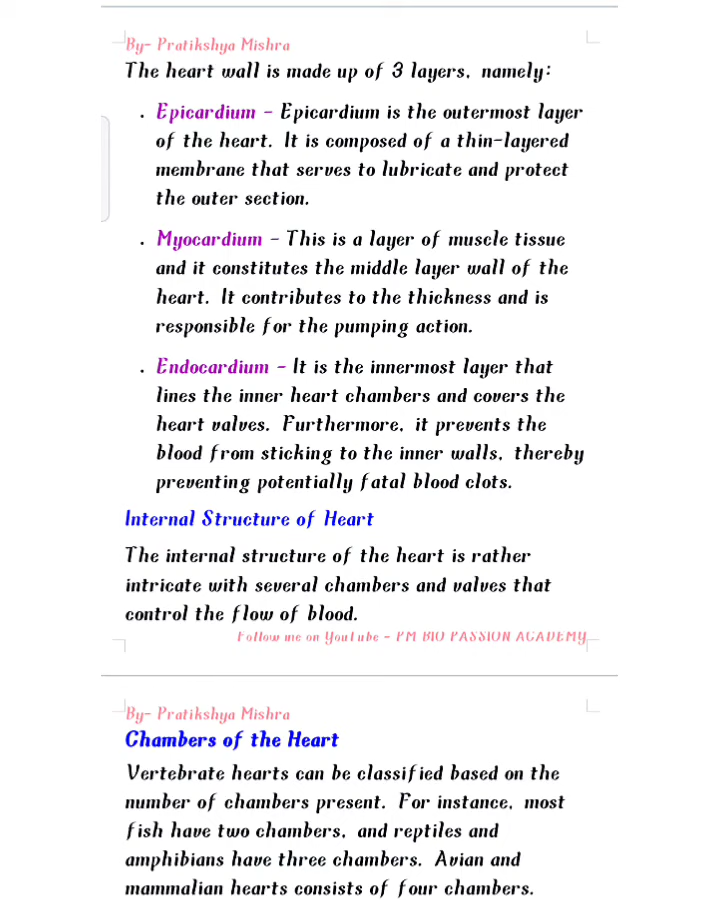 By- Pratikshya Mishra
The heart wall is made up of 3 layers, namely:
• Epicardium - Epicardium is the outermost layer
of the heart. It is composed of a thin-layered
membrane that serves to lubricate and protect
the outer section.
• Myocardium - This is a layer of muscle tissue
and it constitutes the middle layer wall of the
heart. It contributes to the thickness and is
responsible for the pumping action.
• Endocardium - It is the innermost layer that
lines the inner heart chambers and covers the
heart valves. Furthermore, it prevents the
blood from sticking to the inner walls, thereby
preventing potentially fatal blood clots.
Internal Structure of Heart
The internal structure of the heart is rather
intricate with several chambers and valves that
control the flow of blood.
Follow me on YouTube - PM BIO PASSION ACADEMY
By- Pratikshya Mishra
Chambers of the Heart
Vertebrate hearts can be classified based on the
number of chambers present. For instance, most
fish have two chambers, and reptiles and
amphibians have three chambers. Avian and
mammalian hearts consists of four chambers.